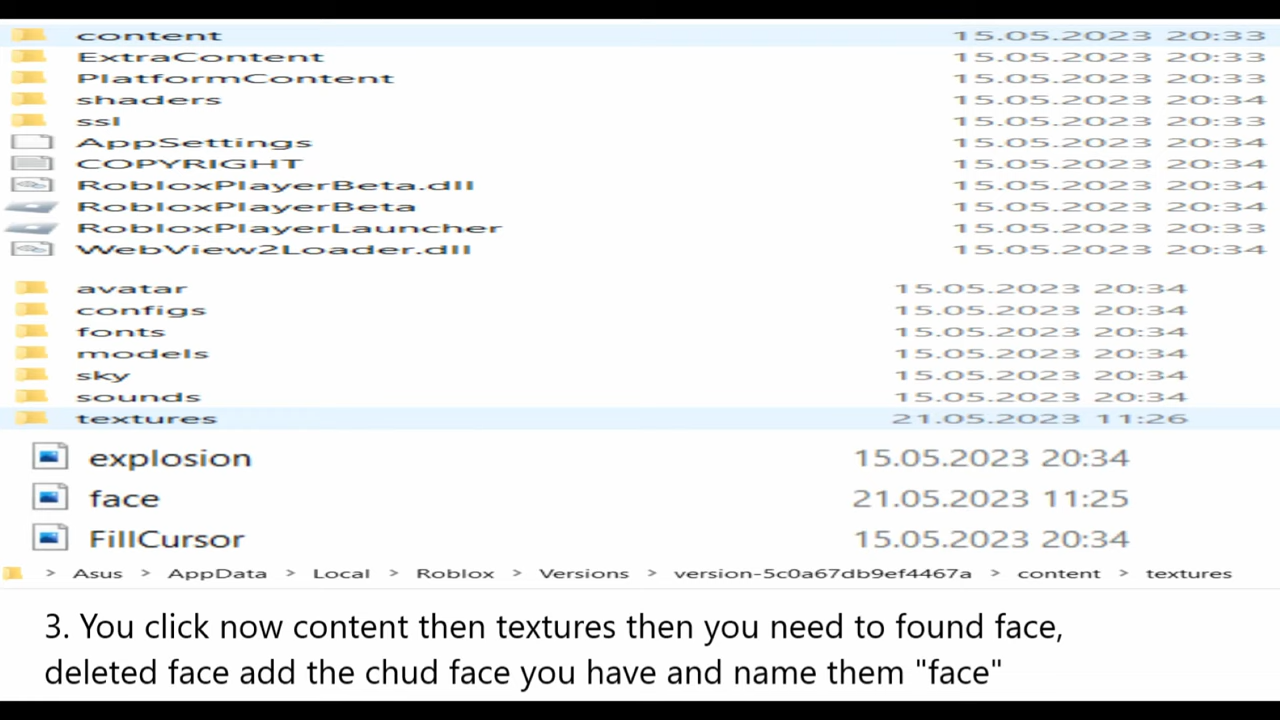 content 15.05.2023 20:33
ExtraContent 15.05.2023 20:33
PlatformContent 15.05.2023 20:33
shaders 15.05.2023 20:34
ssl 15.05.2023 20:33
AppSettings 15.05.2023 20:34
COPYRIGHT 15.05.2023 20:34
RobloxPlayerBeta.dll 15.05.2023 20:34
RobloxPlayerBeta 15.05.2023 20:34
RobloxPlayerLauncher 15.05.2023 20:33
WebView2Loader.dll 15.05.2023 20:34
avatar 15.05.2023 20:34
configs 15.05.2023 20:34
fonts 15.05.2023 20:34
models 15.05.2023 20:34
sky 15.05.2023 20:34
sounds 15.05.2023 20:34
textures 21.05.2023 11:26
explosion 15.05.2023 20:34
face 21.05.2023 11:25
FillCursor 15.05.2023 20:34
> Asus > AppData > Local > Roblox > Versions > version-5c0a67db9ef4467a > content > textures
3. You click now content then textures then you need to found face,
deleted face add the chud face you have and name them "face"